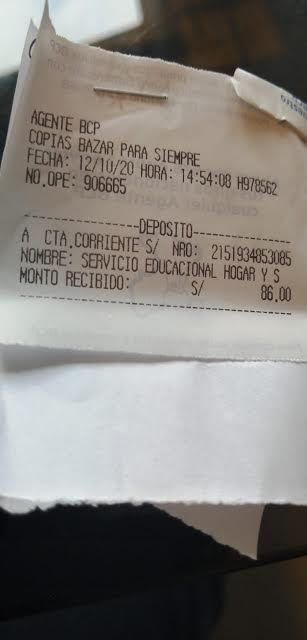 AGENTE BCP
COPIAS BAZAR PARA SIEMPRE
FECHA: 12/10/20 HORA: 14:54:08 H978562
NO.OPE: 906665
----------DEPOSITO----------
A CTA.CORRIENTE S/ NRO: 2151934853085
NOMBRE: SERVICIO EDUCACIONAL HOGAR Y S
MONTO RECIBIDO: S/ 86.00